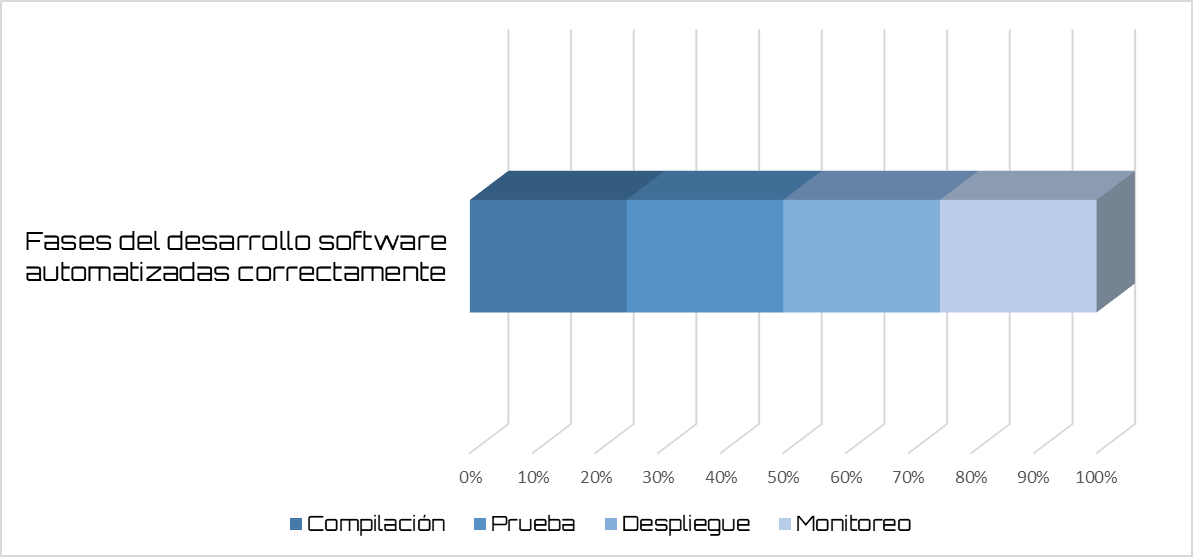 Fases del desarrollo software
automatizadas correctamente
0% 10% 20% 30% 40% 50% 60% 70% 80% 90% 100%
Compilación Prueba Despliegue Monitoreo